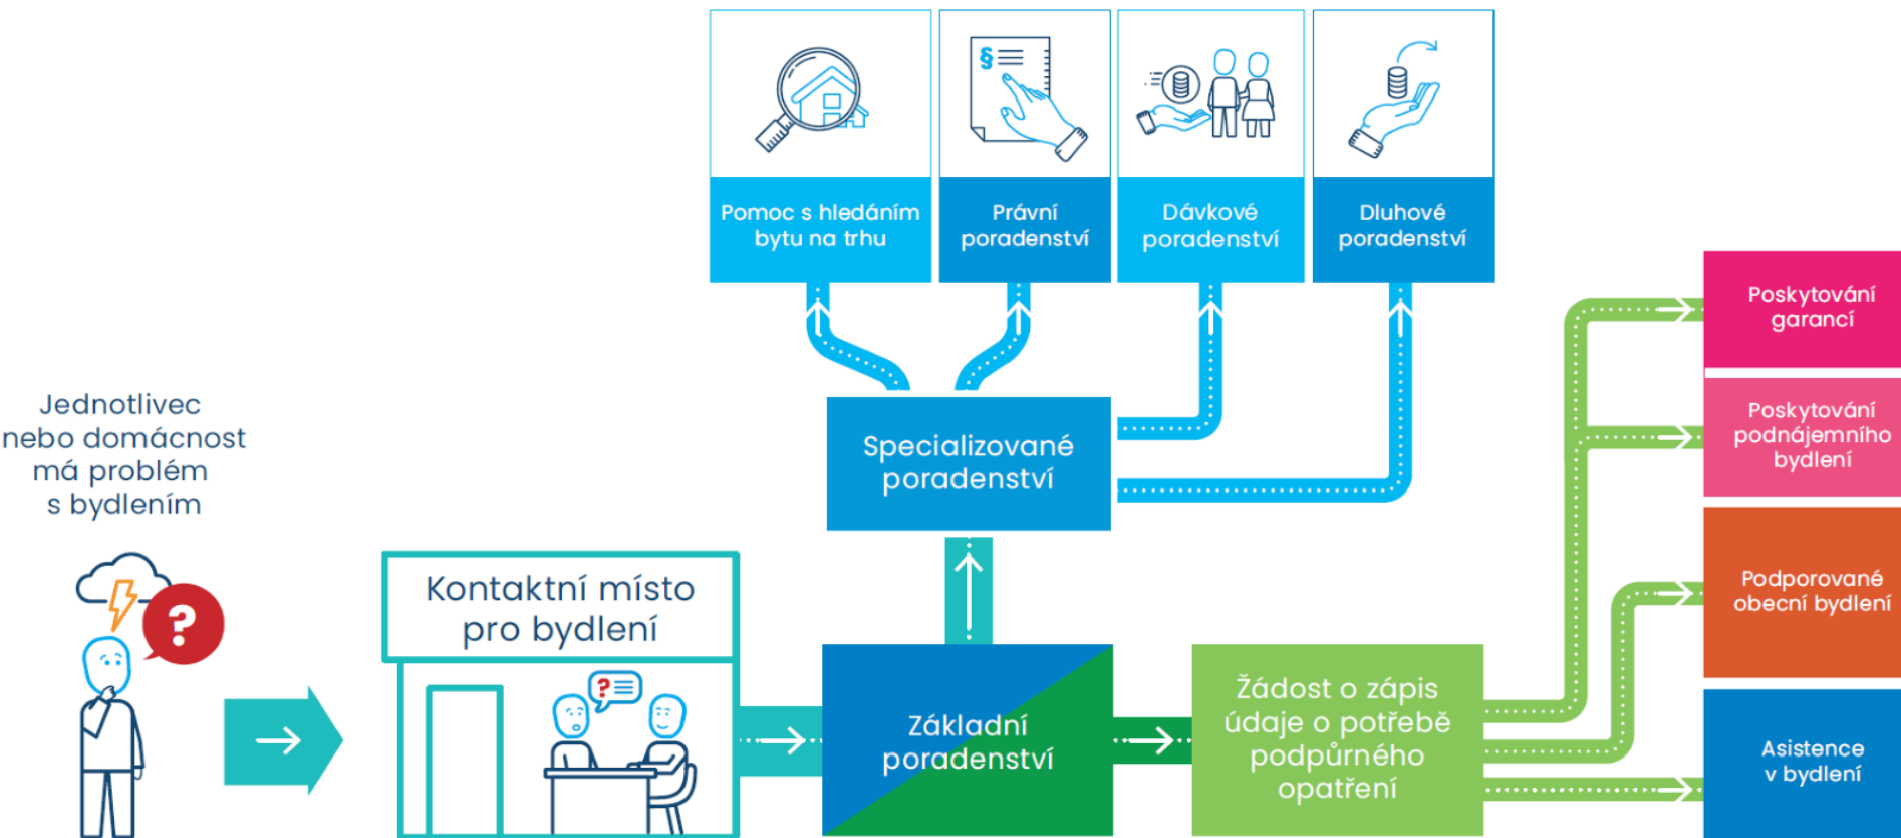 Pomoc s hledáním
bytu na trhu
Právní
poradenství
Dávkové
poradenství
Dluhové
poradenství
§
Jednotlivec
nebo domácnost
má problém
s bydlením
?
Kontaktní místo
pro bydlení
?
Specializované
poradenství
Základní
poradenství
Žádost o zápis
údaje o potřebě
podpůrného
opatření
Poskytování
garancí
Poskytování
podnájemního
bydlení
Podporované
obecní bydlení
Asistence
v bydlení